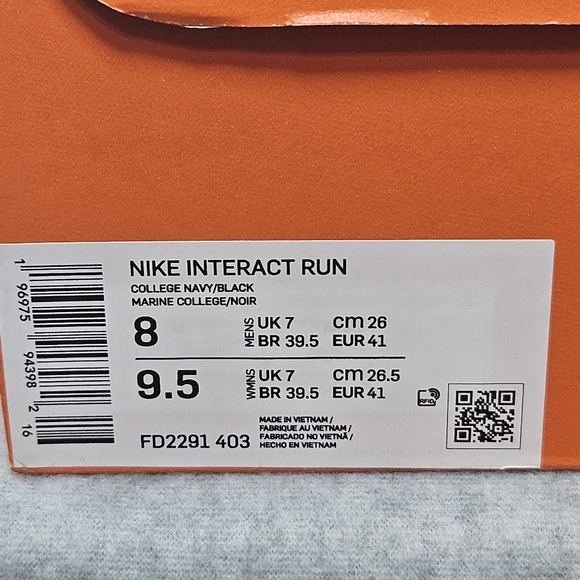 NIKE INTERACT RUN
COLLEGE NAVY/BLACK
MARINE COLLEGE/NOIR
8 MENS UK 7 cm 26
BR 39.5 EUR 41
9.5 WMNS UK 7 cm 26.5
BR 39.5 EUR 41
FD2291 403
MADE IN VIETNAM /
FABRIQUE AU VIETNAM /
FABRICADO NO VIETNÃ /
HECHO EN VIETNAM
RFID
1 96975 94398 2 16